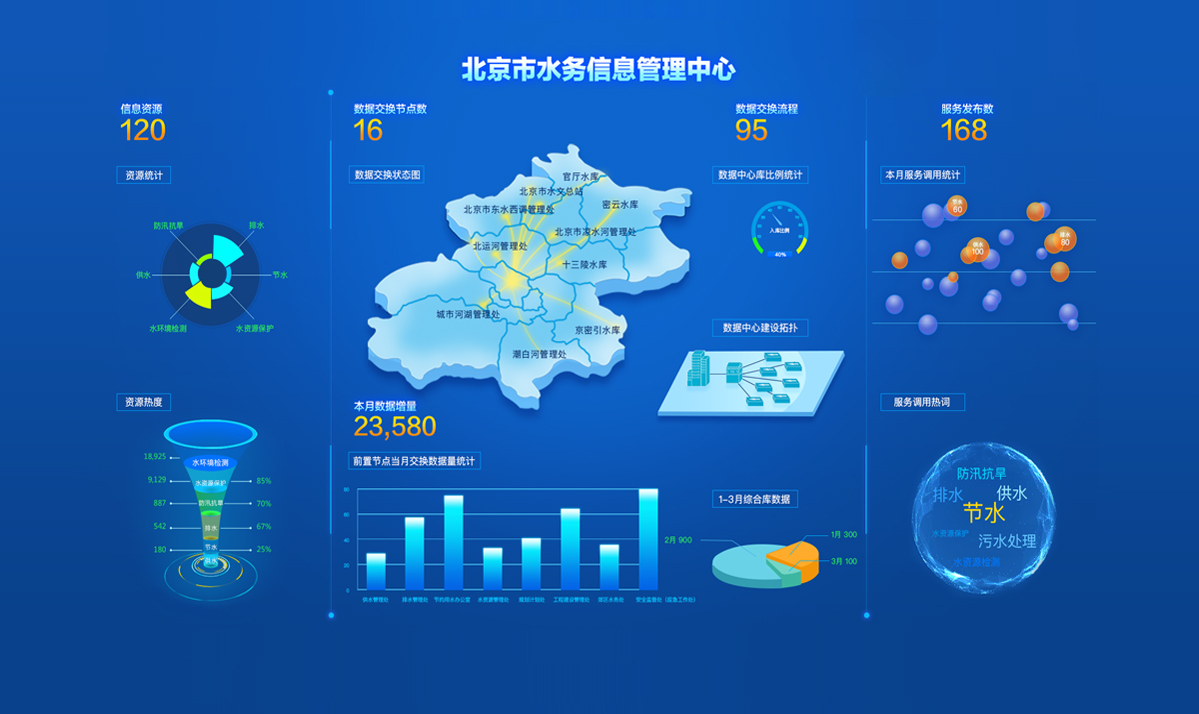 北京市水务信息管理中心
信息资源
120
数据交换节点数
16
数据交换流程
95
服务发布数
168
资源统计
防汛抗旱
排水
供水
节水
水环境检测
水资源保护
数据交换状态图
官厅水库
北京市水文总站
北京市东水西调管理处
密云水库
北京市凉水河管理处
北运河管理处
十三陵水库
城市河湖管理处
京密引水库
潮白河管理处
数据中心库比例统计
入库比例
40%
数据中心建设拓扑
本月服务调用统计
节水
60
供水
100
排水
80
资源热度
18,925
水环境检测
9,129
水资源保护
85%
887
防汛抗旱
70%
542
排水
67%
180
节水
25%
供水
本月数据增量
23,580
前置节点当月交换数据量统计
80
60
40
20
0
供水管理处
排水管理处
节约用水办公室
水资源管理处
规划计划处
工程建设管理处
郊区水务处
安全监督处（应急工作处）
1-3月综合库数据
2月 900
1月 300
3月 100
服务调用热词
防汛抗旱
排水
供水
节水
水资源保护
污水处理
水资源检测